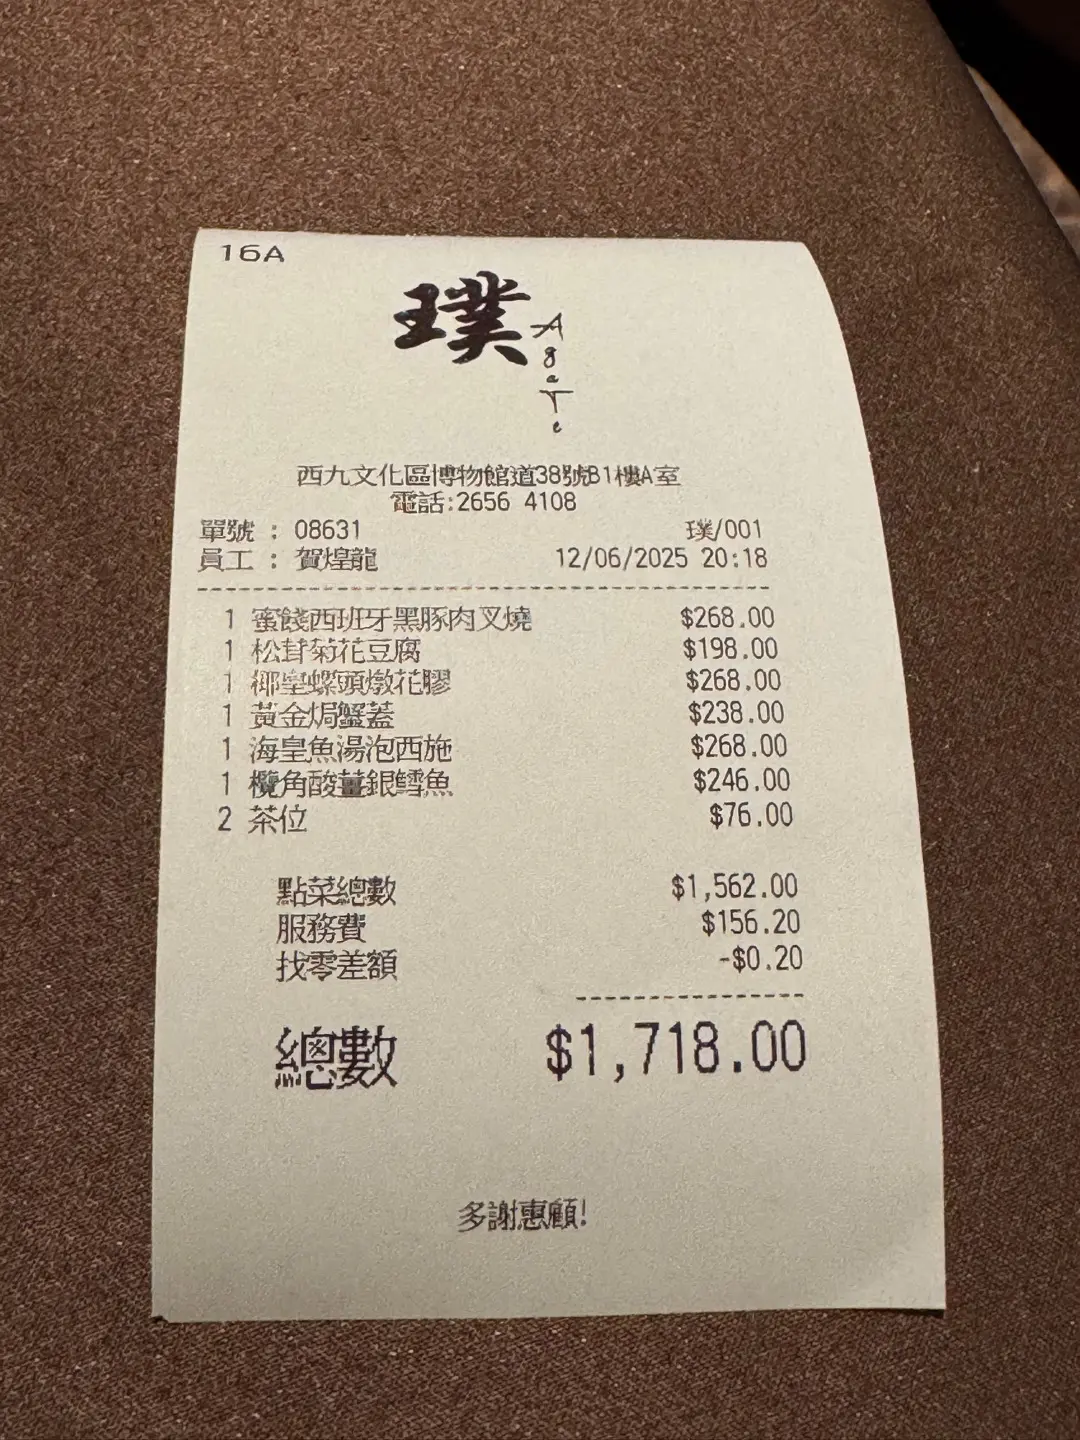 16A
璞
Agate
西九文化區博物館道38號B1樓A室
電話:2656 4108
單號 : 08631 璞/001
員工 : 賀煌龍 12/06/2025 20:18
1 蜜餞西班牙黑豚肉叉燒 $268.00
1 松茸菊花豆腐 $198.00
1 椰皇螺頭燉花膠 $268.00
1 黃金焗蟹蓋 $238.00
1 海皇魚湯泡西施 $268.00
1 欖角酸薑銀鱈魚 $246.00
2 茶位 $76.00
點菜總數 $1,562.00
服務費 $156.20
找零差額 -$0.20
總數 $1,718.00
多謝惠顧!